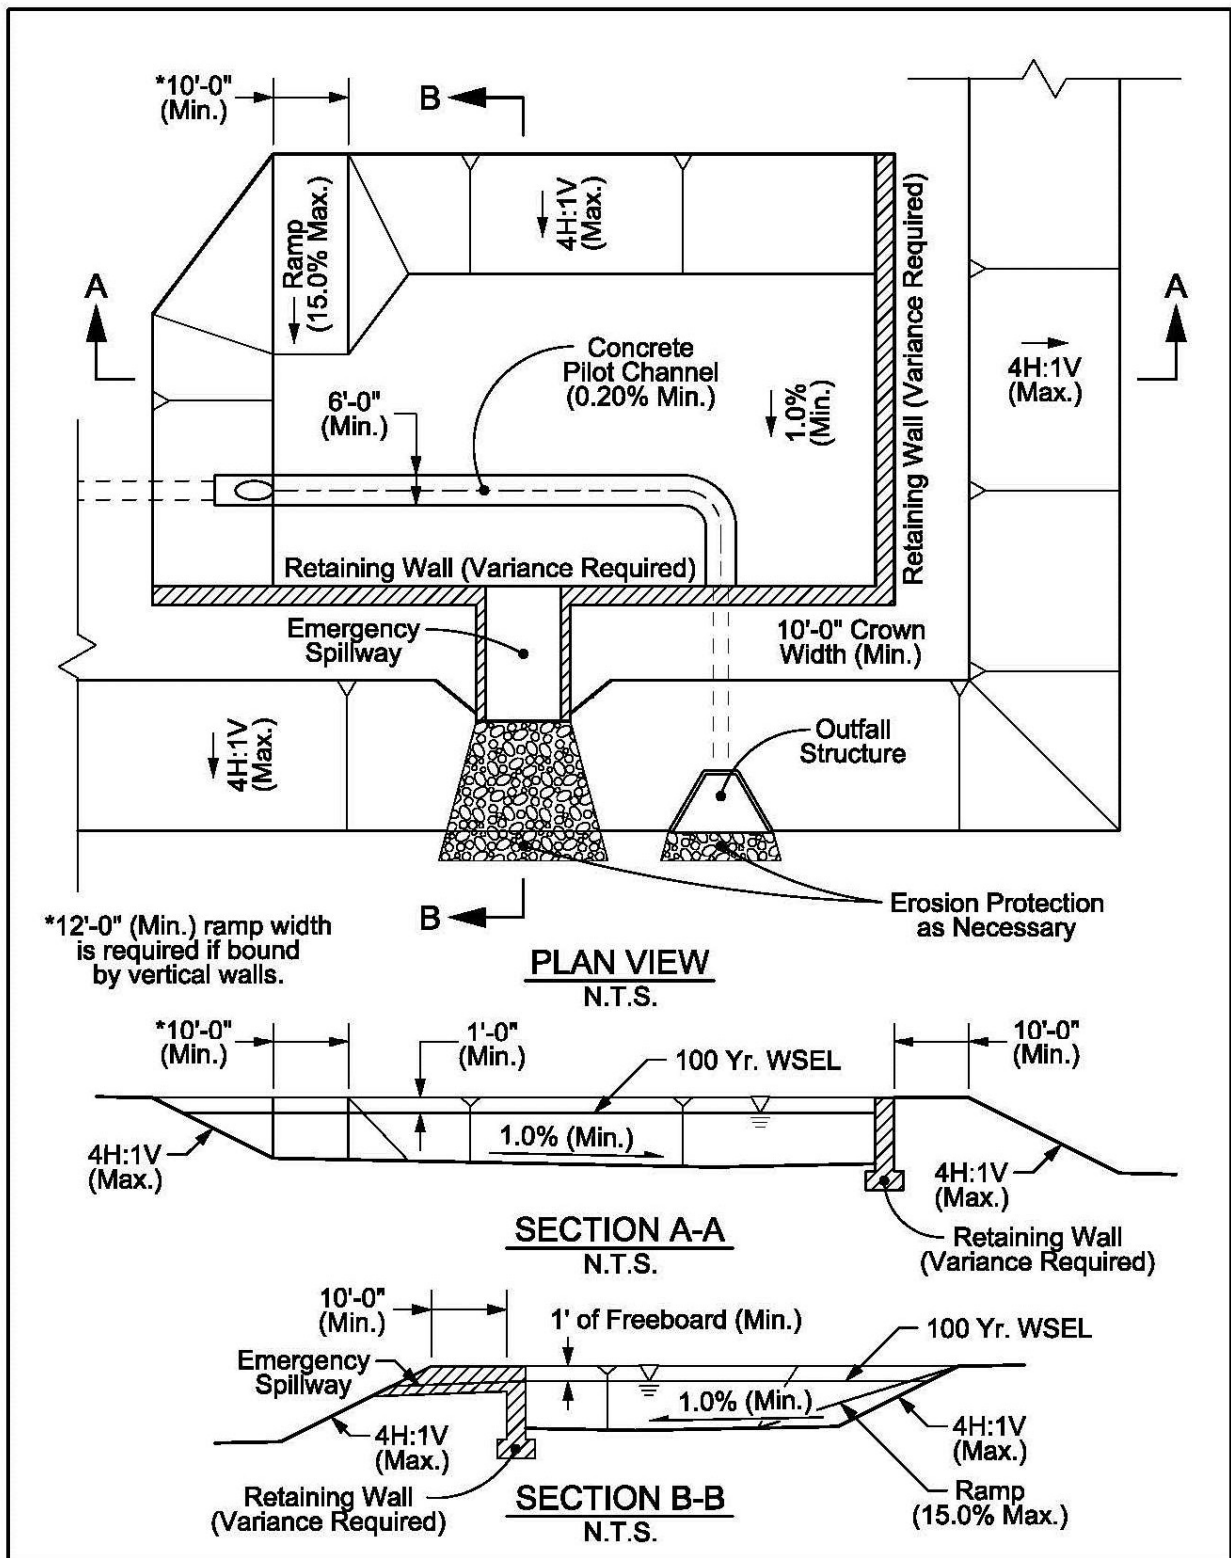 *10'-0"
(Min.)
B
Ramp
(15.0% Max.)
4H:1V
(Max.)
Retaining Wall (Variance Required)
A
A
Concrete
Pilot Channel
(0.20% Min.)
4H:1V
(Max.)
6'-0"
(Min.)
1.0%
(Min.)
Retaining Wall (Variance Required)
Emergency
Spillway
10'-0" Crown
Width (Min.)
4H:1V
(Max.)
Outfall
Structure
B
Erosion Protection
as Necessary
*12'-0" (Min.) ramp width
is required if bound
by vertical walls.
PLAN VIEW
N.T.S.
*10'-0"
(Min.)
1'-0"
(Min.)
100 Yr. WSEL
10'-0"
(Min.)
1.0% (Min.)
4H:1V
(Max.)
4H:1V
(Max.)
SECTION A-A
N.T.S.
Retaining Wall
(Variance Required)
10'-0"
(Min.)
1' of Freeboard (Min.)
100 Yr. WSEL
Emergency
Spillway
1.0% (Min.)
4H:1V
(Max.)
4H:1V
(Max.)
Retaining Wall
(Variance Required)
SECTION B-B
N.T.S.
Ramp
(15.0% Max.)